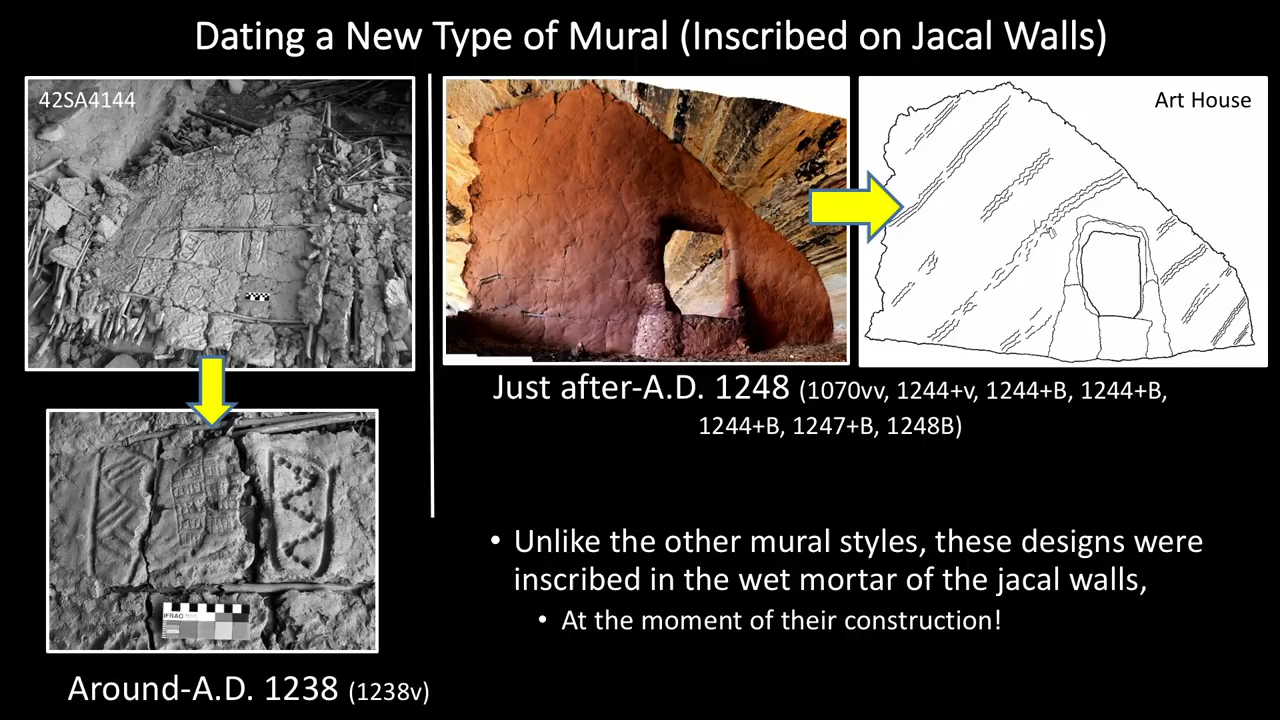 Dating a New Type of Mural (Inscribed on Jacal Walls)
42SA4144
Art House
Just after-A.D. 1248 (1070vv, 1244+v, 1244+B, 1244+B,
1244+B, 1247+B, 1248B)
• Unlike the other mural styles, these designs were
inscribed in the wet mortar of the jacal walls,
• At the moment of their construction!
IFRAO
Around-A.D. 1238 (1238v)